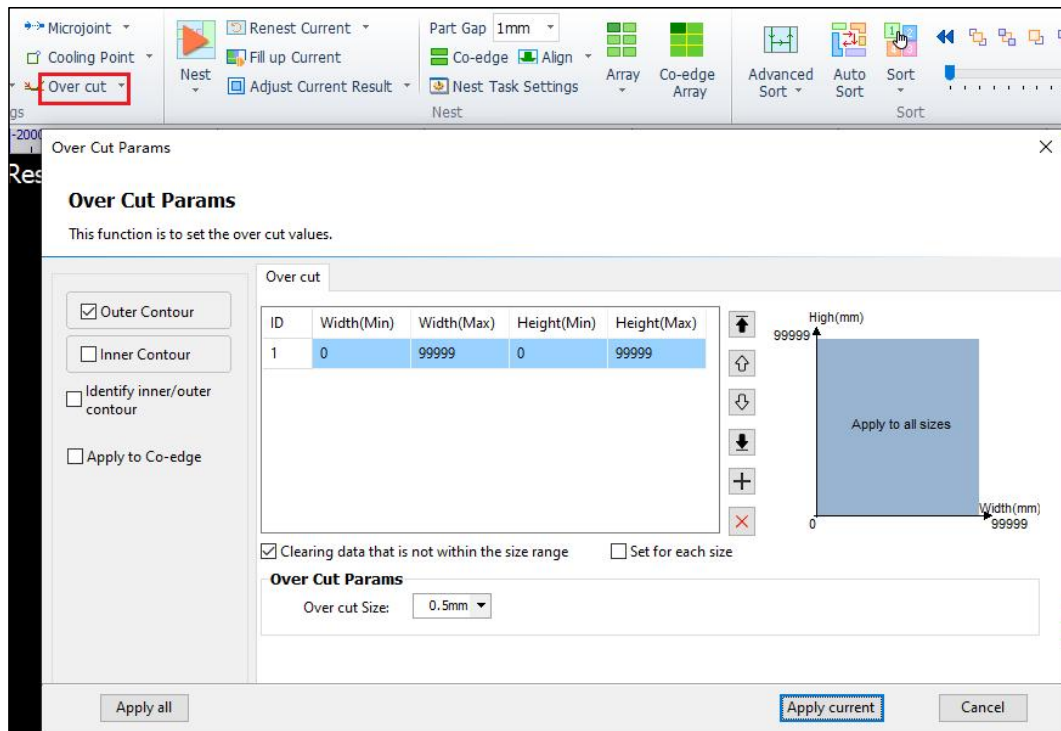 Microjoint
Cooling Point
Over cut
gs
Nest
Renest Current
Fill up Current
Adjust Current Result
Part Gap 1mm
Co-edge Align
Nest Task Settings
Nest
Array
Co-edge
Array
Advanced
Sort
Auto
Sort
Sort
Sort
-2000
Res
Over Cut Params
Over Cut Params
This function is to set the over cut values.
Outer Contour
Inner Contour
Identify inner/outer
contour
Apply to Co-edge
Over cut
ID Width(Min) Width(Max) Height(Min) Height(Max)
1 0 99999 0 99999
High(mm)
99999
Apply to all sizes
Width(mm)
0 99999
Clearing data that is not within the size range Set for each size
Over Cut Params
Over cut Size: 0.5mm
Apply all Apply current Cancel